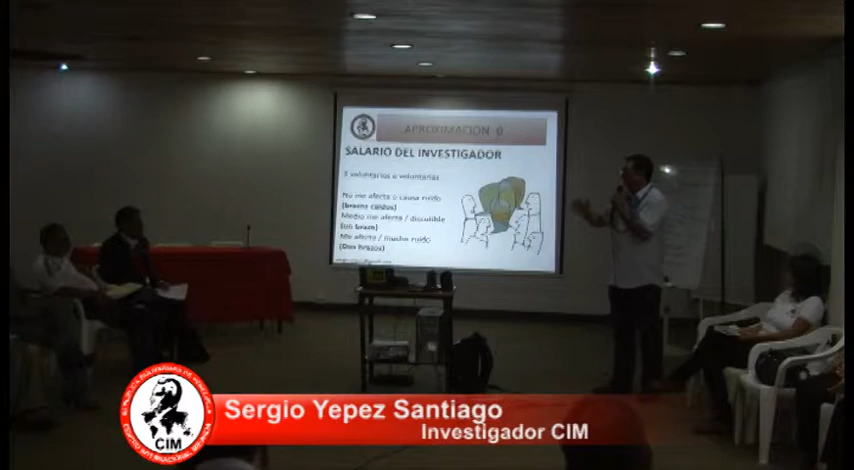 APROXIMACION 0
SALARIO DEL INVESTIGADOR
3 voluntarios o voluntarias
No me afecta o causa ruido
(brazos caidos)
Medio me afecta / discutible
(Un brazo)
Me afecta / mucho ruido
(Dos brazos)
Sergio Yepez Santiago
Investigador CIM
CIM